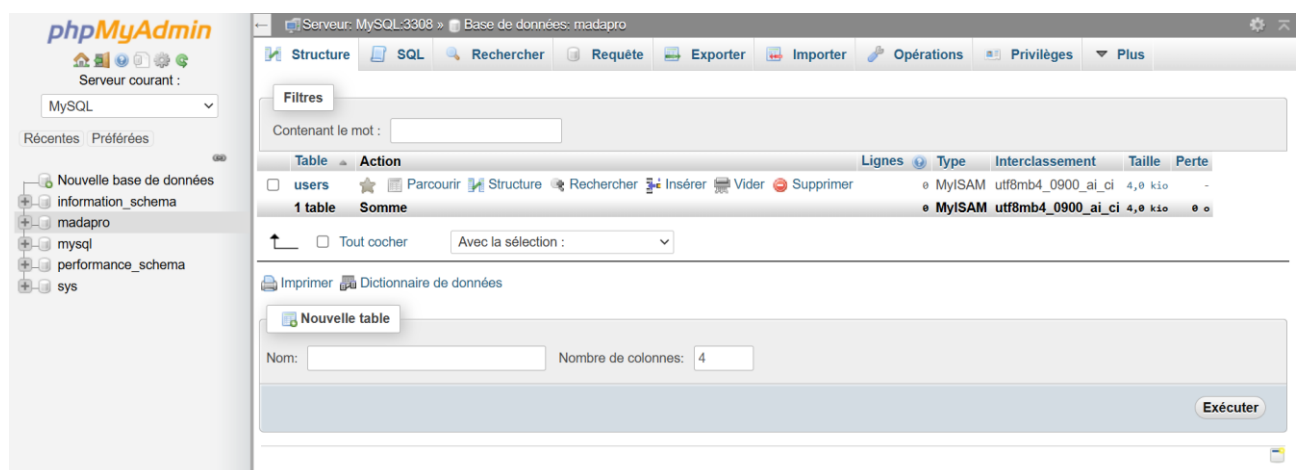 phpMyAdmin
Serveur courant :
MySQL
Récentes Préférées
Nouvelle base de données
information_schema
madapro
mysql
performance_schema
sys
Serveur: MySQL:3308 » Base de données: madapro
Structure SQL Rechercher Requête Exporter Importer Opérations Privilèges Plus
Filtres
Contenant le mot :
Table Action Lignes Type Interclassement Taille Perte
users Parcourir Structure Rechercher Insérer Vider Supprimer 0 MyISAM utf8mb4_0900_ai_ci 4,0 kio -
1 table Somme 0 MyISAM utf8mb4_0900_ai_ci 4,0 kio 0 o
Tout cocher Avec la sélection :
Imprimer Dictionnaire de données
Nouvelle table
Nom: Nombre de colonnes: 4
Exécuter